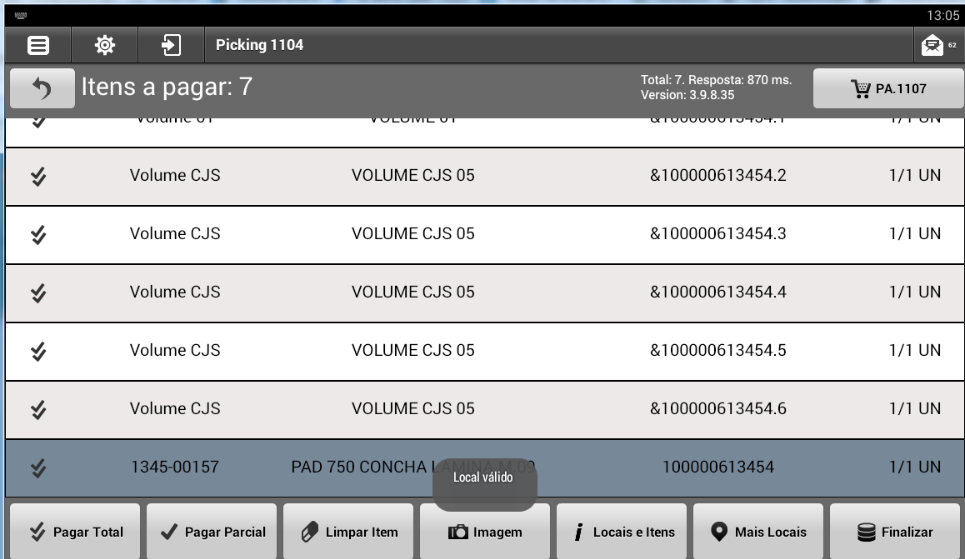 13:05
Picking 1104
62
Itens a pagar: 7
Total: 7. Resposta: 870 ms.
Version: 3.9.8.35
PA.1107
Volume 01 VOLUME 01 &100000613454.1 1/1 UN
Volume CJS VOLUME CJS 05 &100000613454.2 1/1 UN
Volume CJS VOLUME CJS 05 &100000613454.3 1/1 UN
Volume CJS VOLUME CJS 05 &100000613454.4 1/1 UN
Volume CJS VOLUME CJS 05 &100000613454.5 1/1 UN
Volume CJS VOLUME CJS 05 &100000613454.6 1/1 UN
1345-00157 PAD 750 CONCHA LAMINA M 09 100000613454 1/1 UN
Local válido
Pagar Total Pagar Parcial Limpar Item Imagem Locais e Itens Mais Locais Finalizar